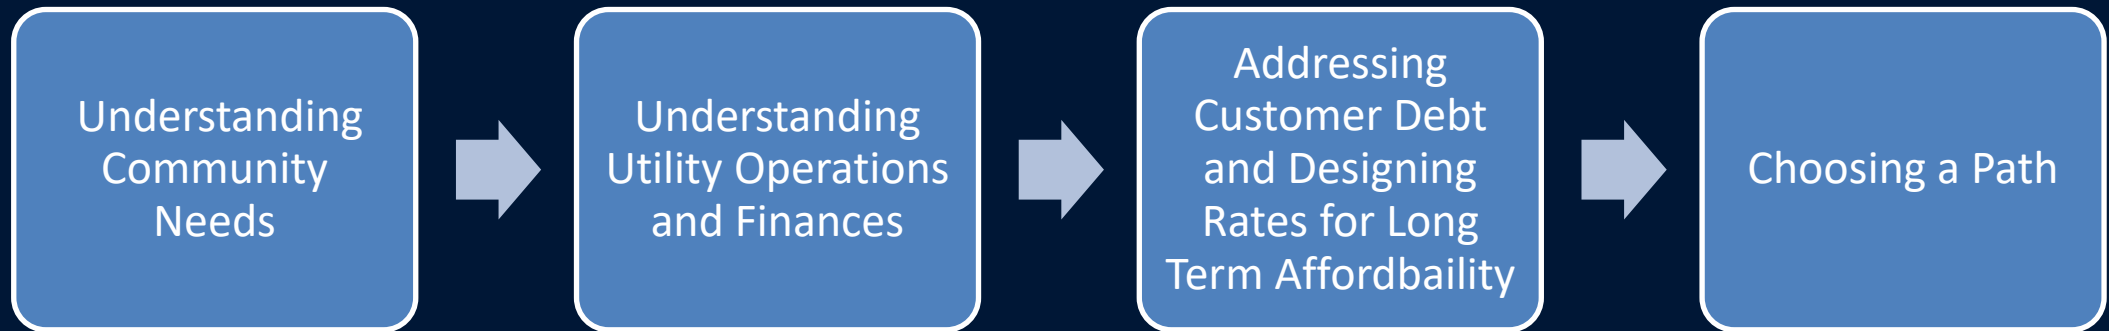 Understanding
Community
Needs
Understanding
Utility Operations
and Finances
Addressing
Customer Debt
and Designing
Rates for Long
Term Affordbaility
Choosing a Path